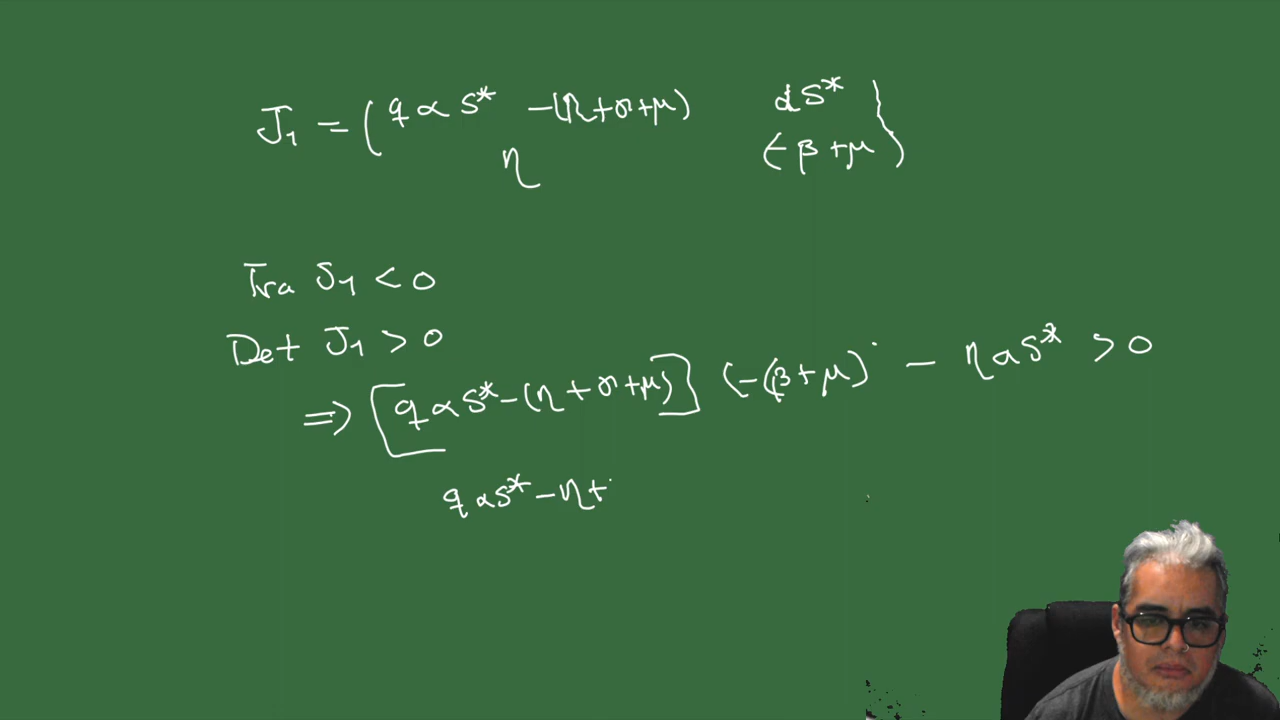 J₁ = ( qαS* -(η+γ+μ) αS*
η (-β+μ) )
Tra J₁ < 0
Det J₁ > 0
⇒ [qαS*-(η+γ+μ)] (-(β+μ) - ηαS* > 0
qαS*-η+